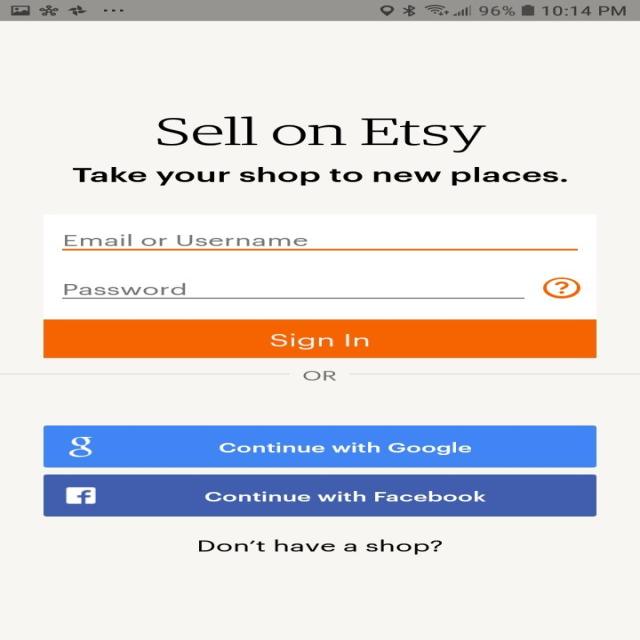 96% 10:14 PM
Sell on Etsy
Take your shop to new places.
Email or Username
Password
?
Sign In
OR
g Continue with Google
f Continue with Facebook
Don't have a shop?